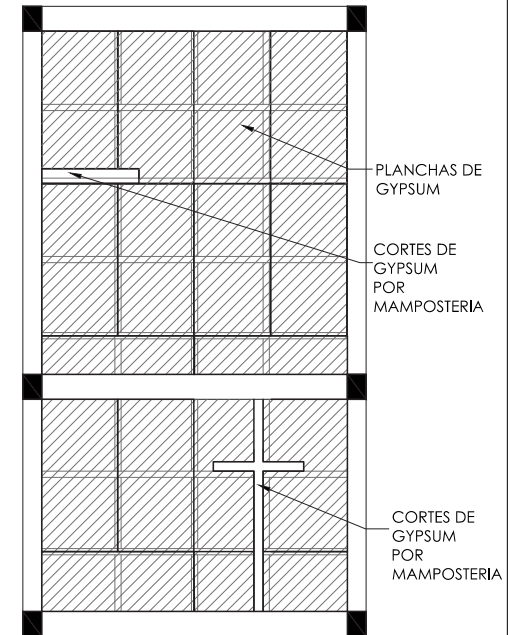 PLANCHAS DE
GYPSUM
CORTES DE
GYPSUM
POR
MAMPOSTERIA
CORTES DE
GYPSUM
POR
MAMPOSTERIA